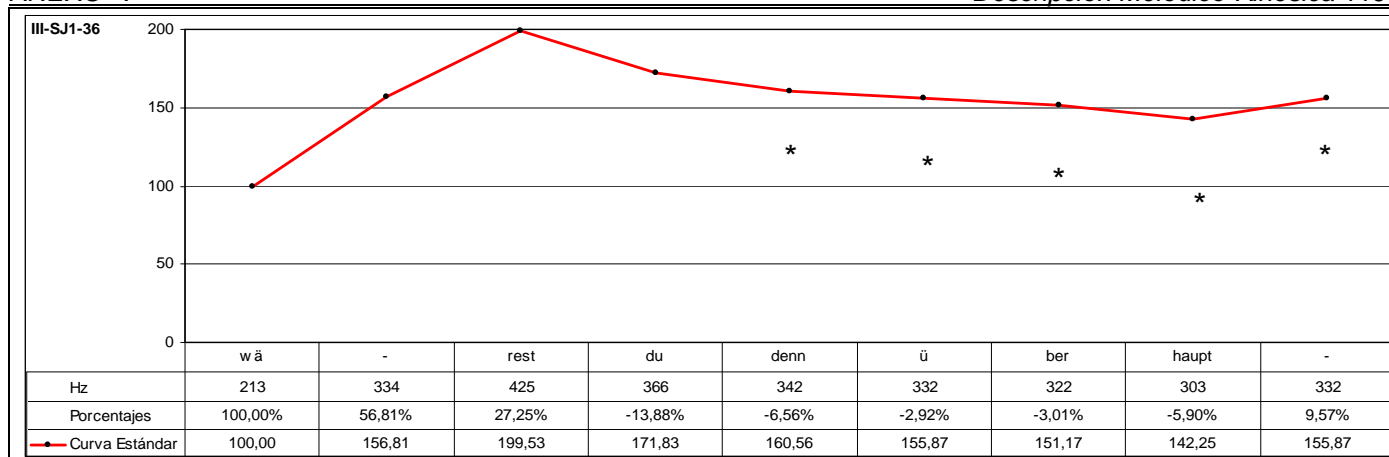 III-SJ1-36
200
150
100
50
0
* * * * *
wä - rest du denn ü ber haupt -
Hz 213 334 425 366 342 332 322 303 332
Porcentajes 100,00% 56,81% 27,25% -13,88% -6,56% -2,92% -3,01% -5,90% 9,57%
Curva Estándar 100,00 156,81 199,53 171,83 160,56 155,87 151,17 142,25 155,87